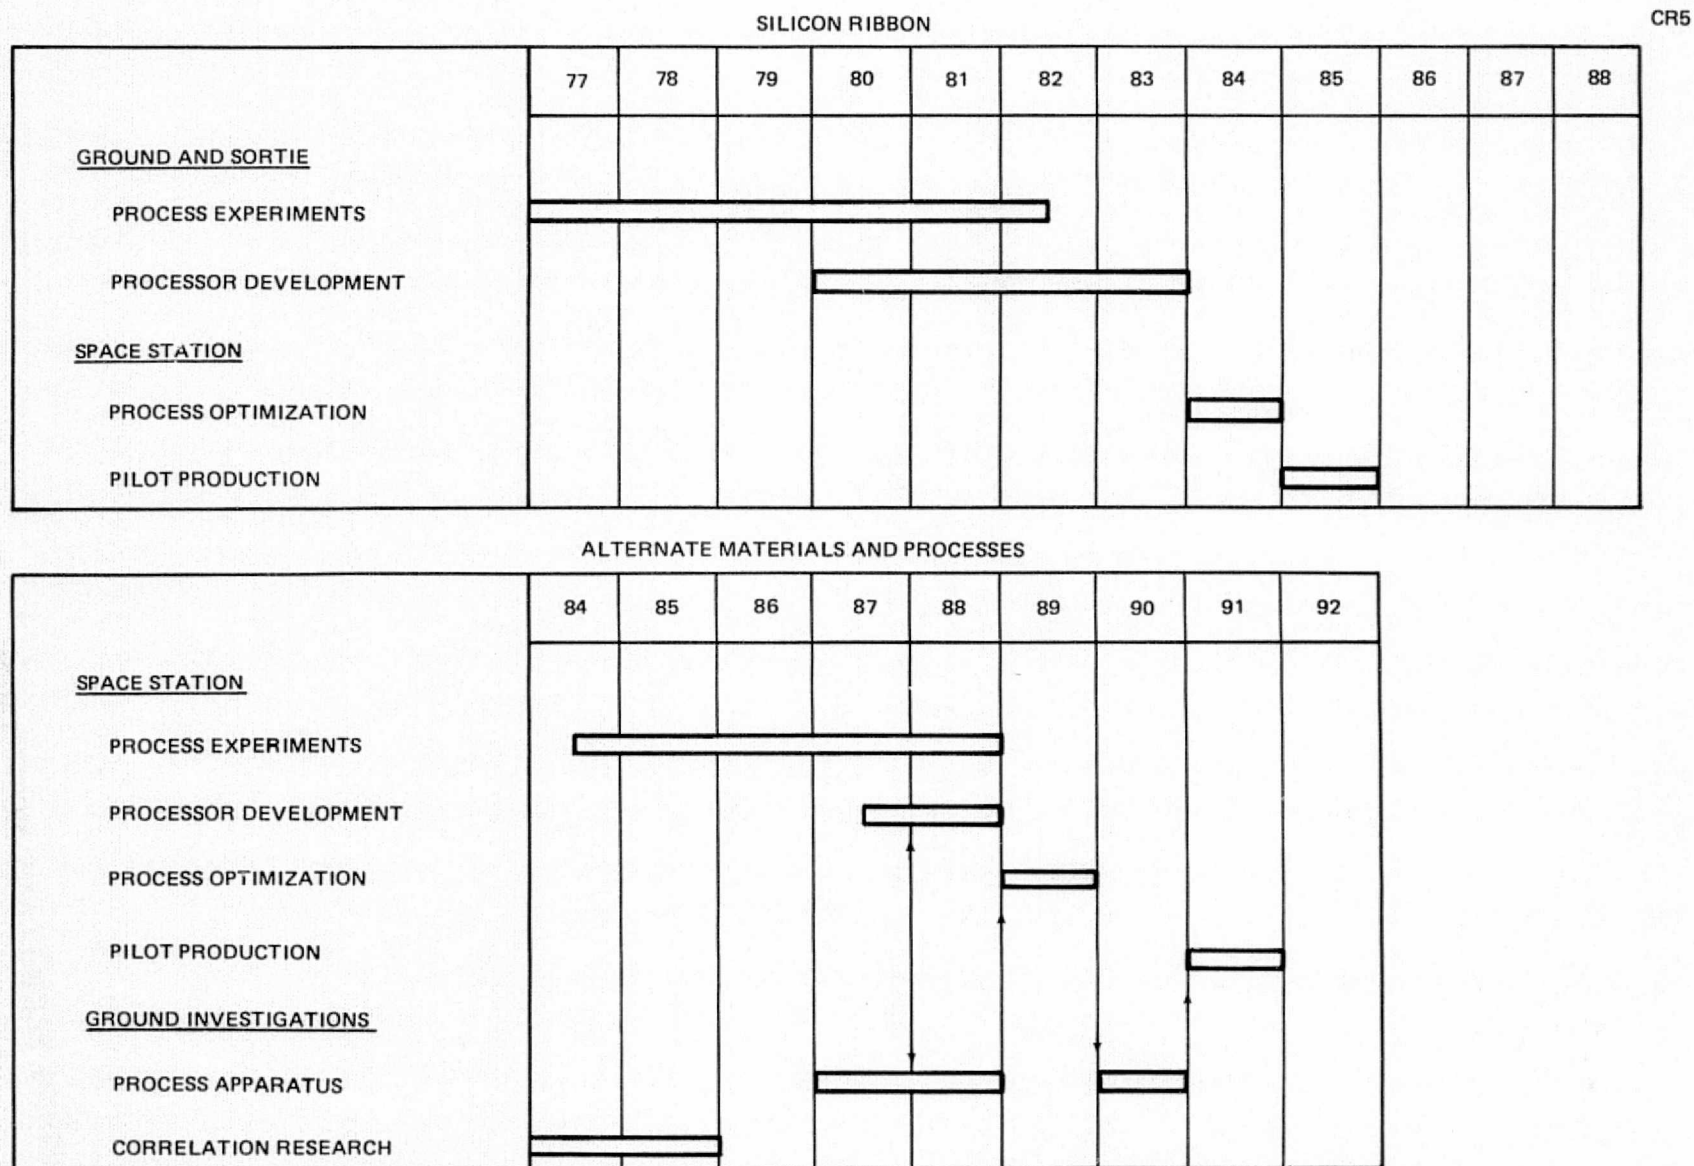 CR5
SILICON RIBBON
77 78 79 80 81 82 83 84 85 86 87 88
GROUND AND SORTIE
PROCESS EXPERIMENTS
PROCESSOR DEVELOPMENT
SPACE STATION
PROCESS OPTIMIZATION
PILOT PRODUCTION
ALTERNATE MATERIALS AND PROCESSES
84 85 86 87 88 89 90 91 92
SPACE STATION
PROCESS EXPERIMENTS
PROCESSOR DEVELOPMENT
PROCESS OPTIMIZATION
PILOT PRODUCTION
GROUND INVESTIGATIONS
PROCESS APPARATUS
CORRELATION RESEARCH